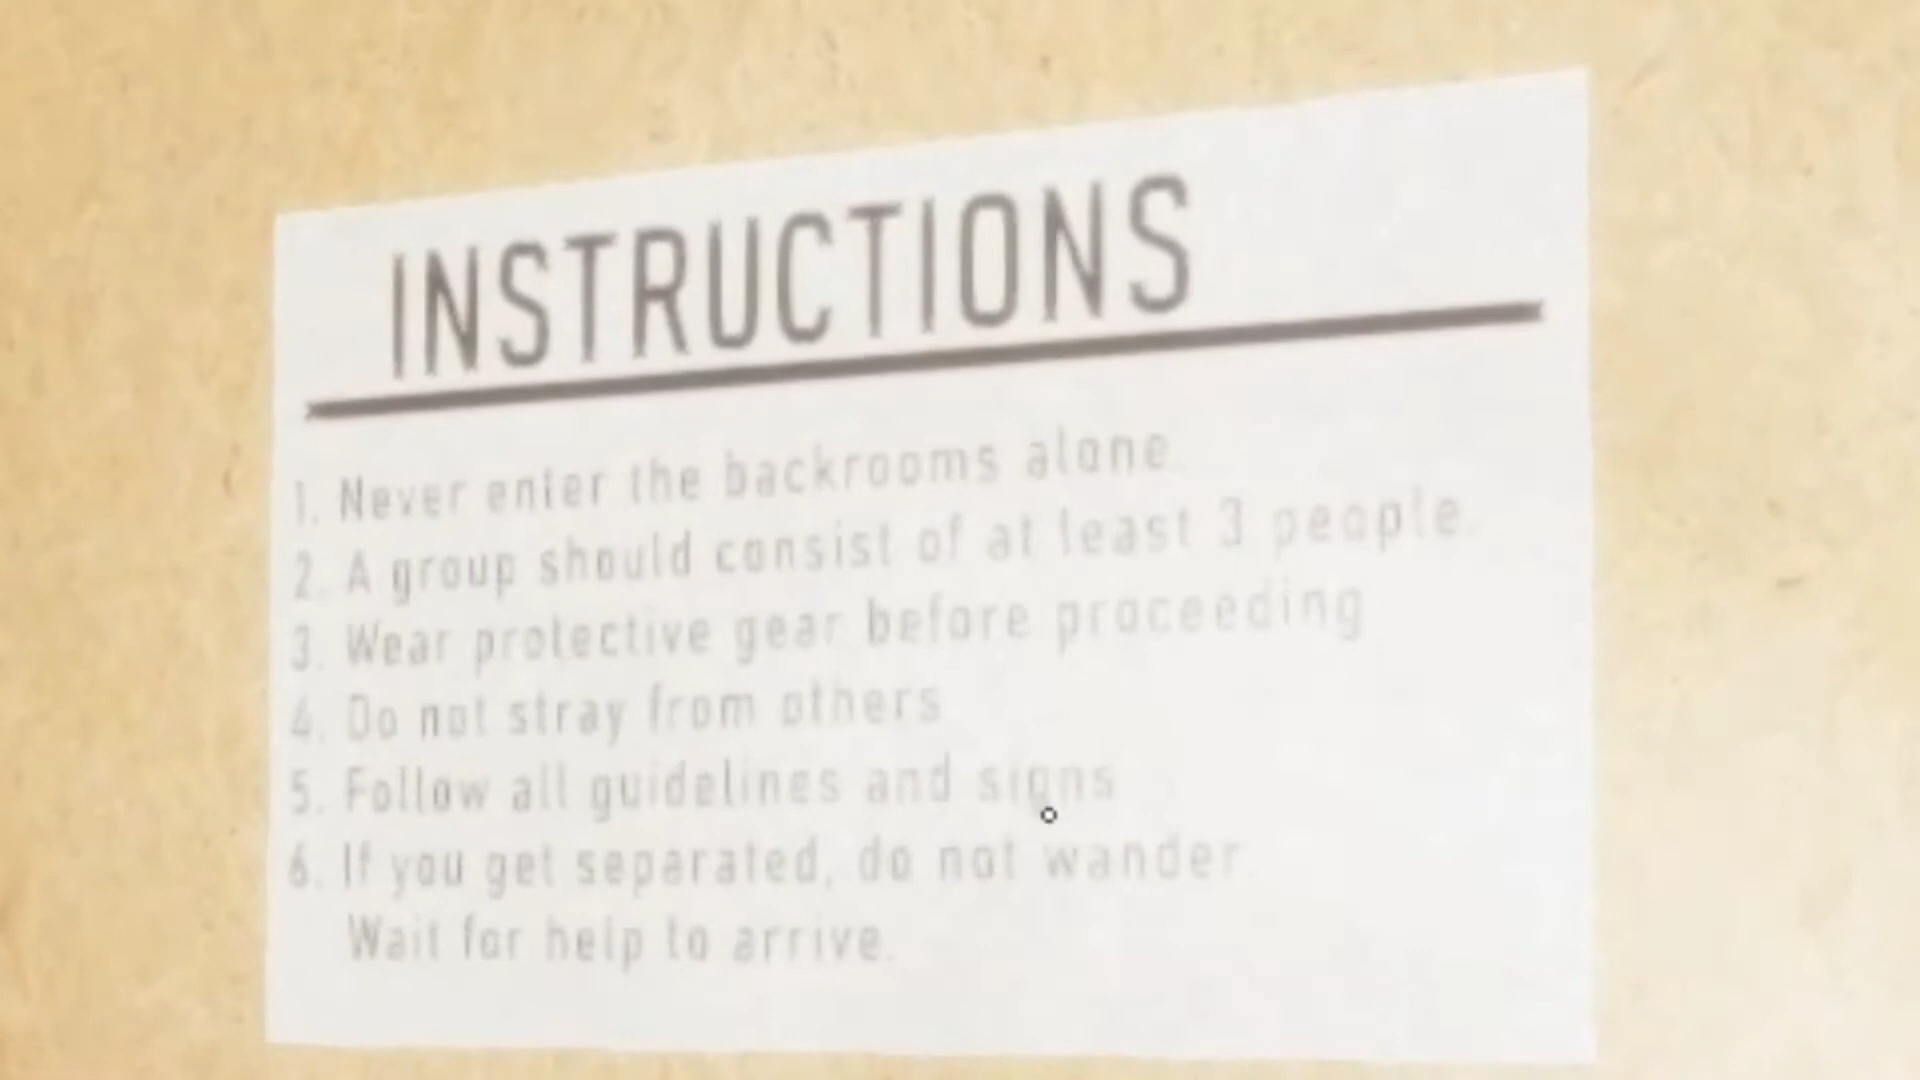 INSTRUCTIONS
1. Never enter the backrooms alone.
2. A group should consist of at least 3 people.
3. Wear protective gear before proceeding
4. Do not stray from others
5. Follow all guidelines and signs
6. If you get separated, do not wander.
Wait for help to arrive.